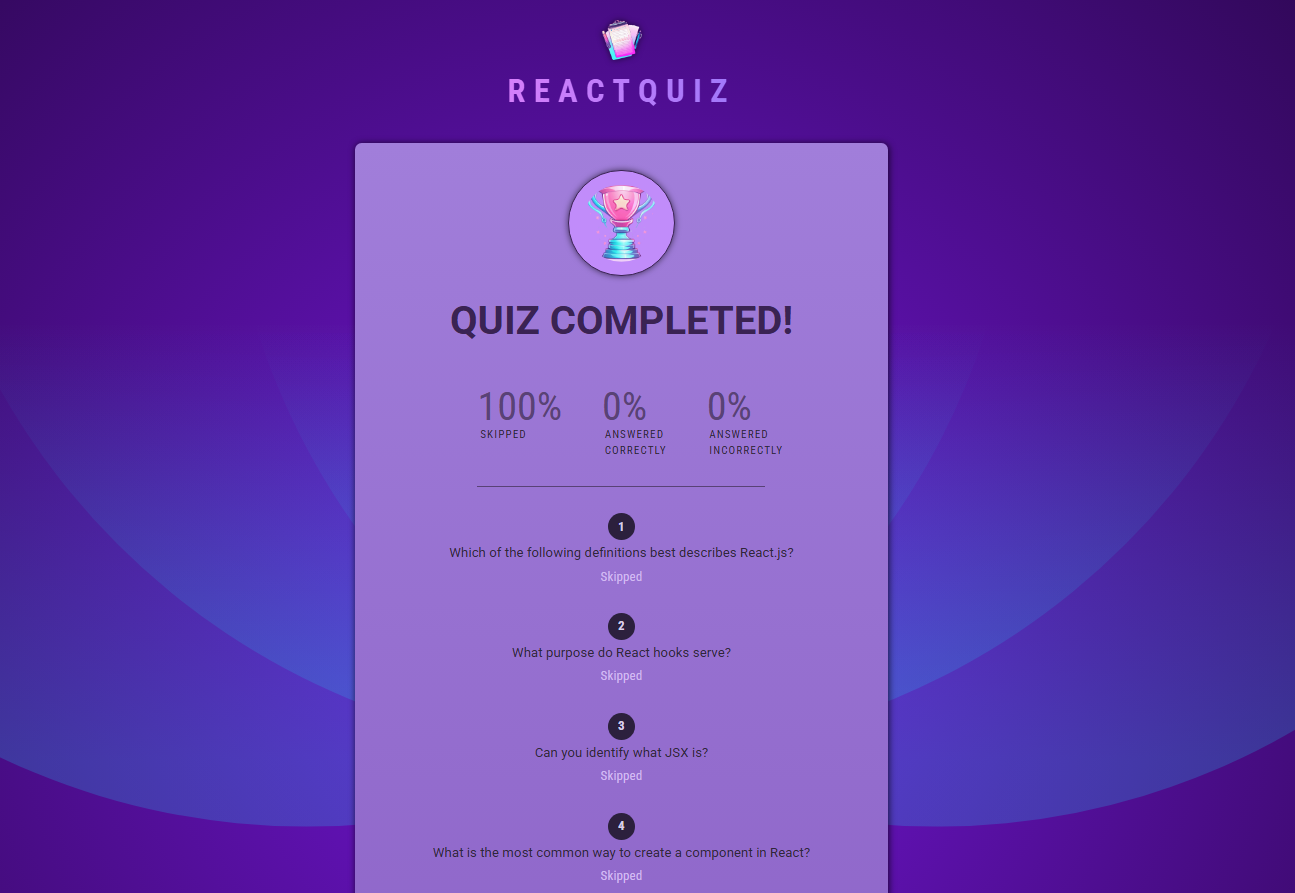 REACTQUIZ
QUIZ COMPLETED!
100% 0% 0%
SKIPPED ANSWERED ANSWERED
CORRECTLY INCORRECTLY
1
Which of the following definitions best describes React.js?
Skipped
2
What purpose do React hooks serve?
Skipped
3
Can you identify what JSX is?
Skipped
4
What is the most common way to create a component in React?
Skipped